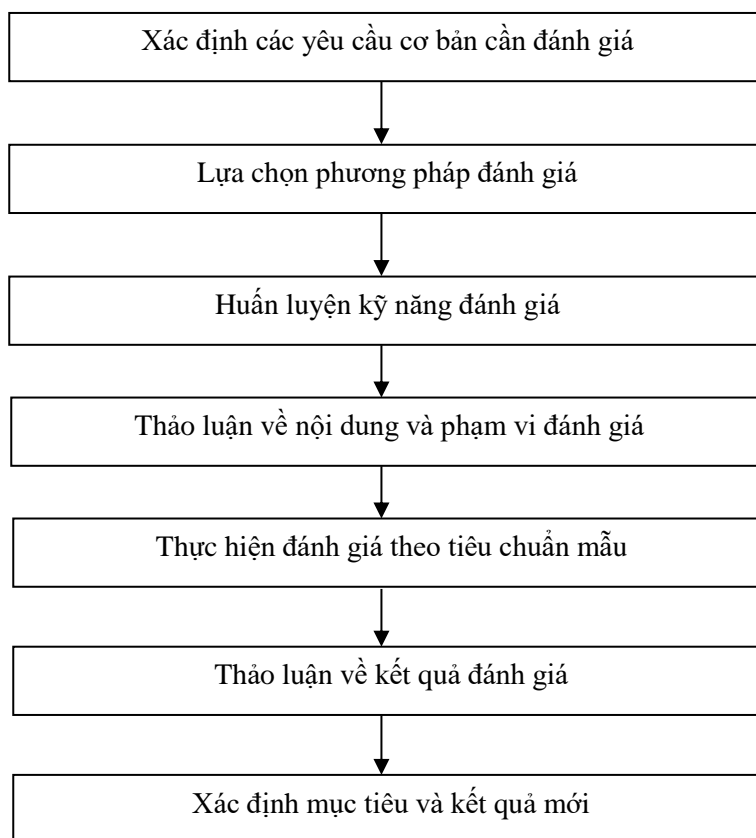 Xác định các yêu cầu cơ bản cần đánh giá
Lựa chọn phương pháp đánh giá
Huấn luyện kỹ năng đánh giá
Thảo luận về nội dung và phạm vi đánh giá
Thực hiện đánh giá theo tiêu chuẩn mẫu
Thảo luận về kết quả đánh giá
Xác định mục tiêu và kết quả mới